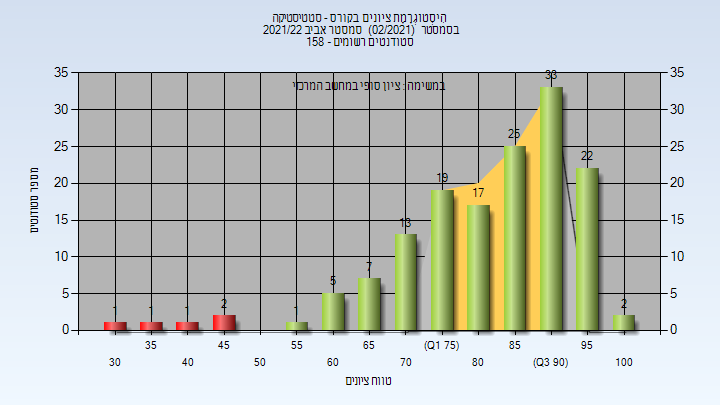 היסטוגרמת ציונים בקורס - סטטיסטיקה
בסמסטר (02/2021) סמסטר אביב 2021/22
סטודנטים רשומים - 158
במשימה : ציון סופי במחשב המרכזי
מספר סטודנטים
35 30 25 20 15 10 5 0
35 30 25 20 15 10 5 0
1 1 1 2 1 5 7 13 19 17 25 33 22 2
35 45 55 65 (Q1 75) 85 95
30 40 50 60 70 80 (Q3 90) 100
טווח ציונים